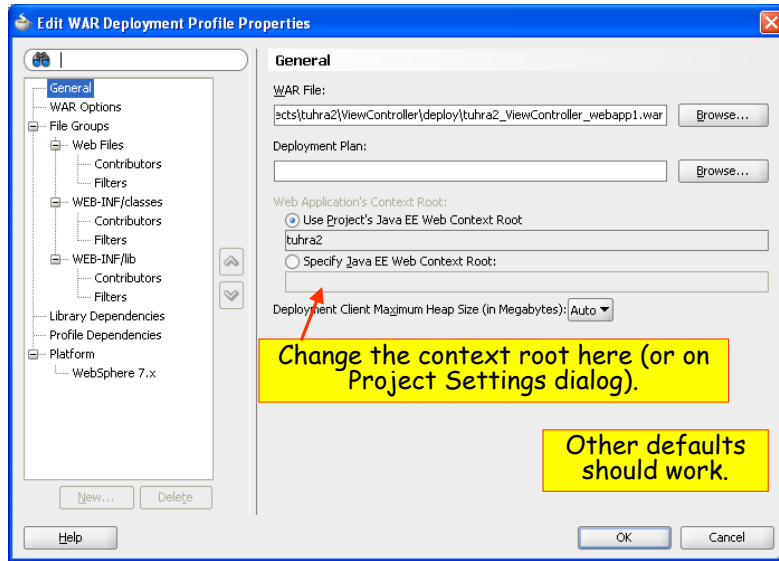 Edit WAR Deployment Profile Properties
General
WAR Options
File Groups
Web Files
Contributors
Filters
WEB-INF/classes
Contributors
Filters
WEB-INF/lib
Contributors
Filters
Library Dependencies
Profile Dependencies
Platform
WebSphere 7.x
New... Delete
General
WAR File:
ects\tuhra2\ViewController\deploy\tuhra2_ViewController_webapp1.war Browse...
Deployment Plan:
Browse...
Web Application's Context Root:
Use Project's Java EE Web Context Root
tuhra2
Specify Java EE Web Context Root:
Deployment Client Maximum Heap Size (in Megabytes): Auto
Change the context root here (or on
Project Settings dialog).
Other defaults
should work.
Help OK Cancel